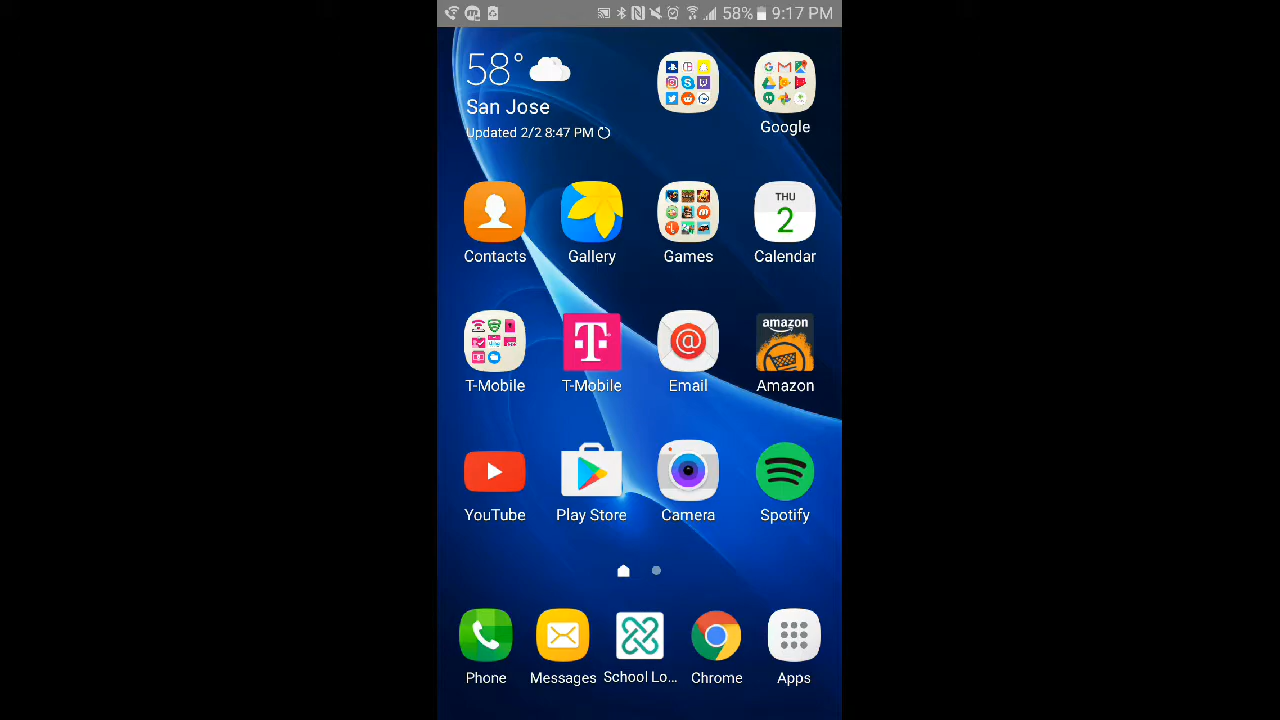 58% 9:17 PM
58°
San Jose
Updated 2/2 8:47 PM
Google
Contacts
Gallery
Games
THU
2
Calendar
T-Mobile
T
T-Mobile
@
Email
amazon
Amazon
YouTube
Play Store
Camera
Spotify
Phone
Messages
School Lo...
Chrome
Apps